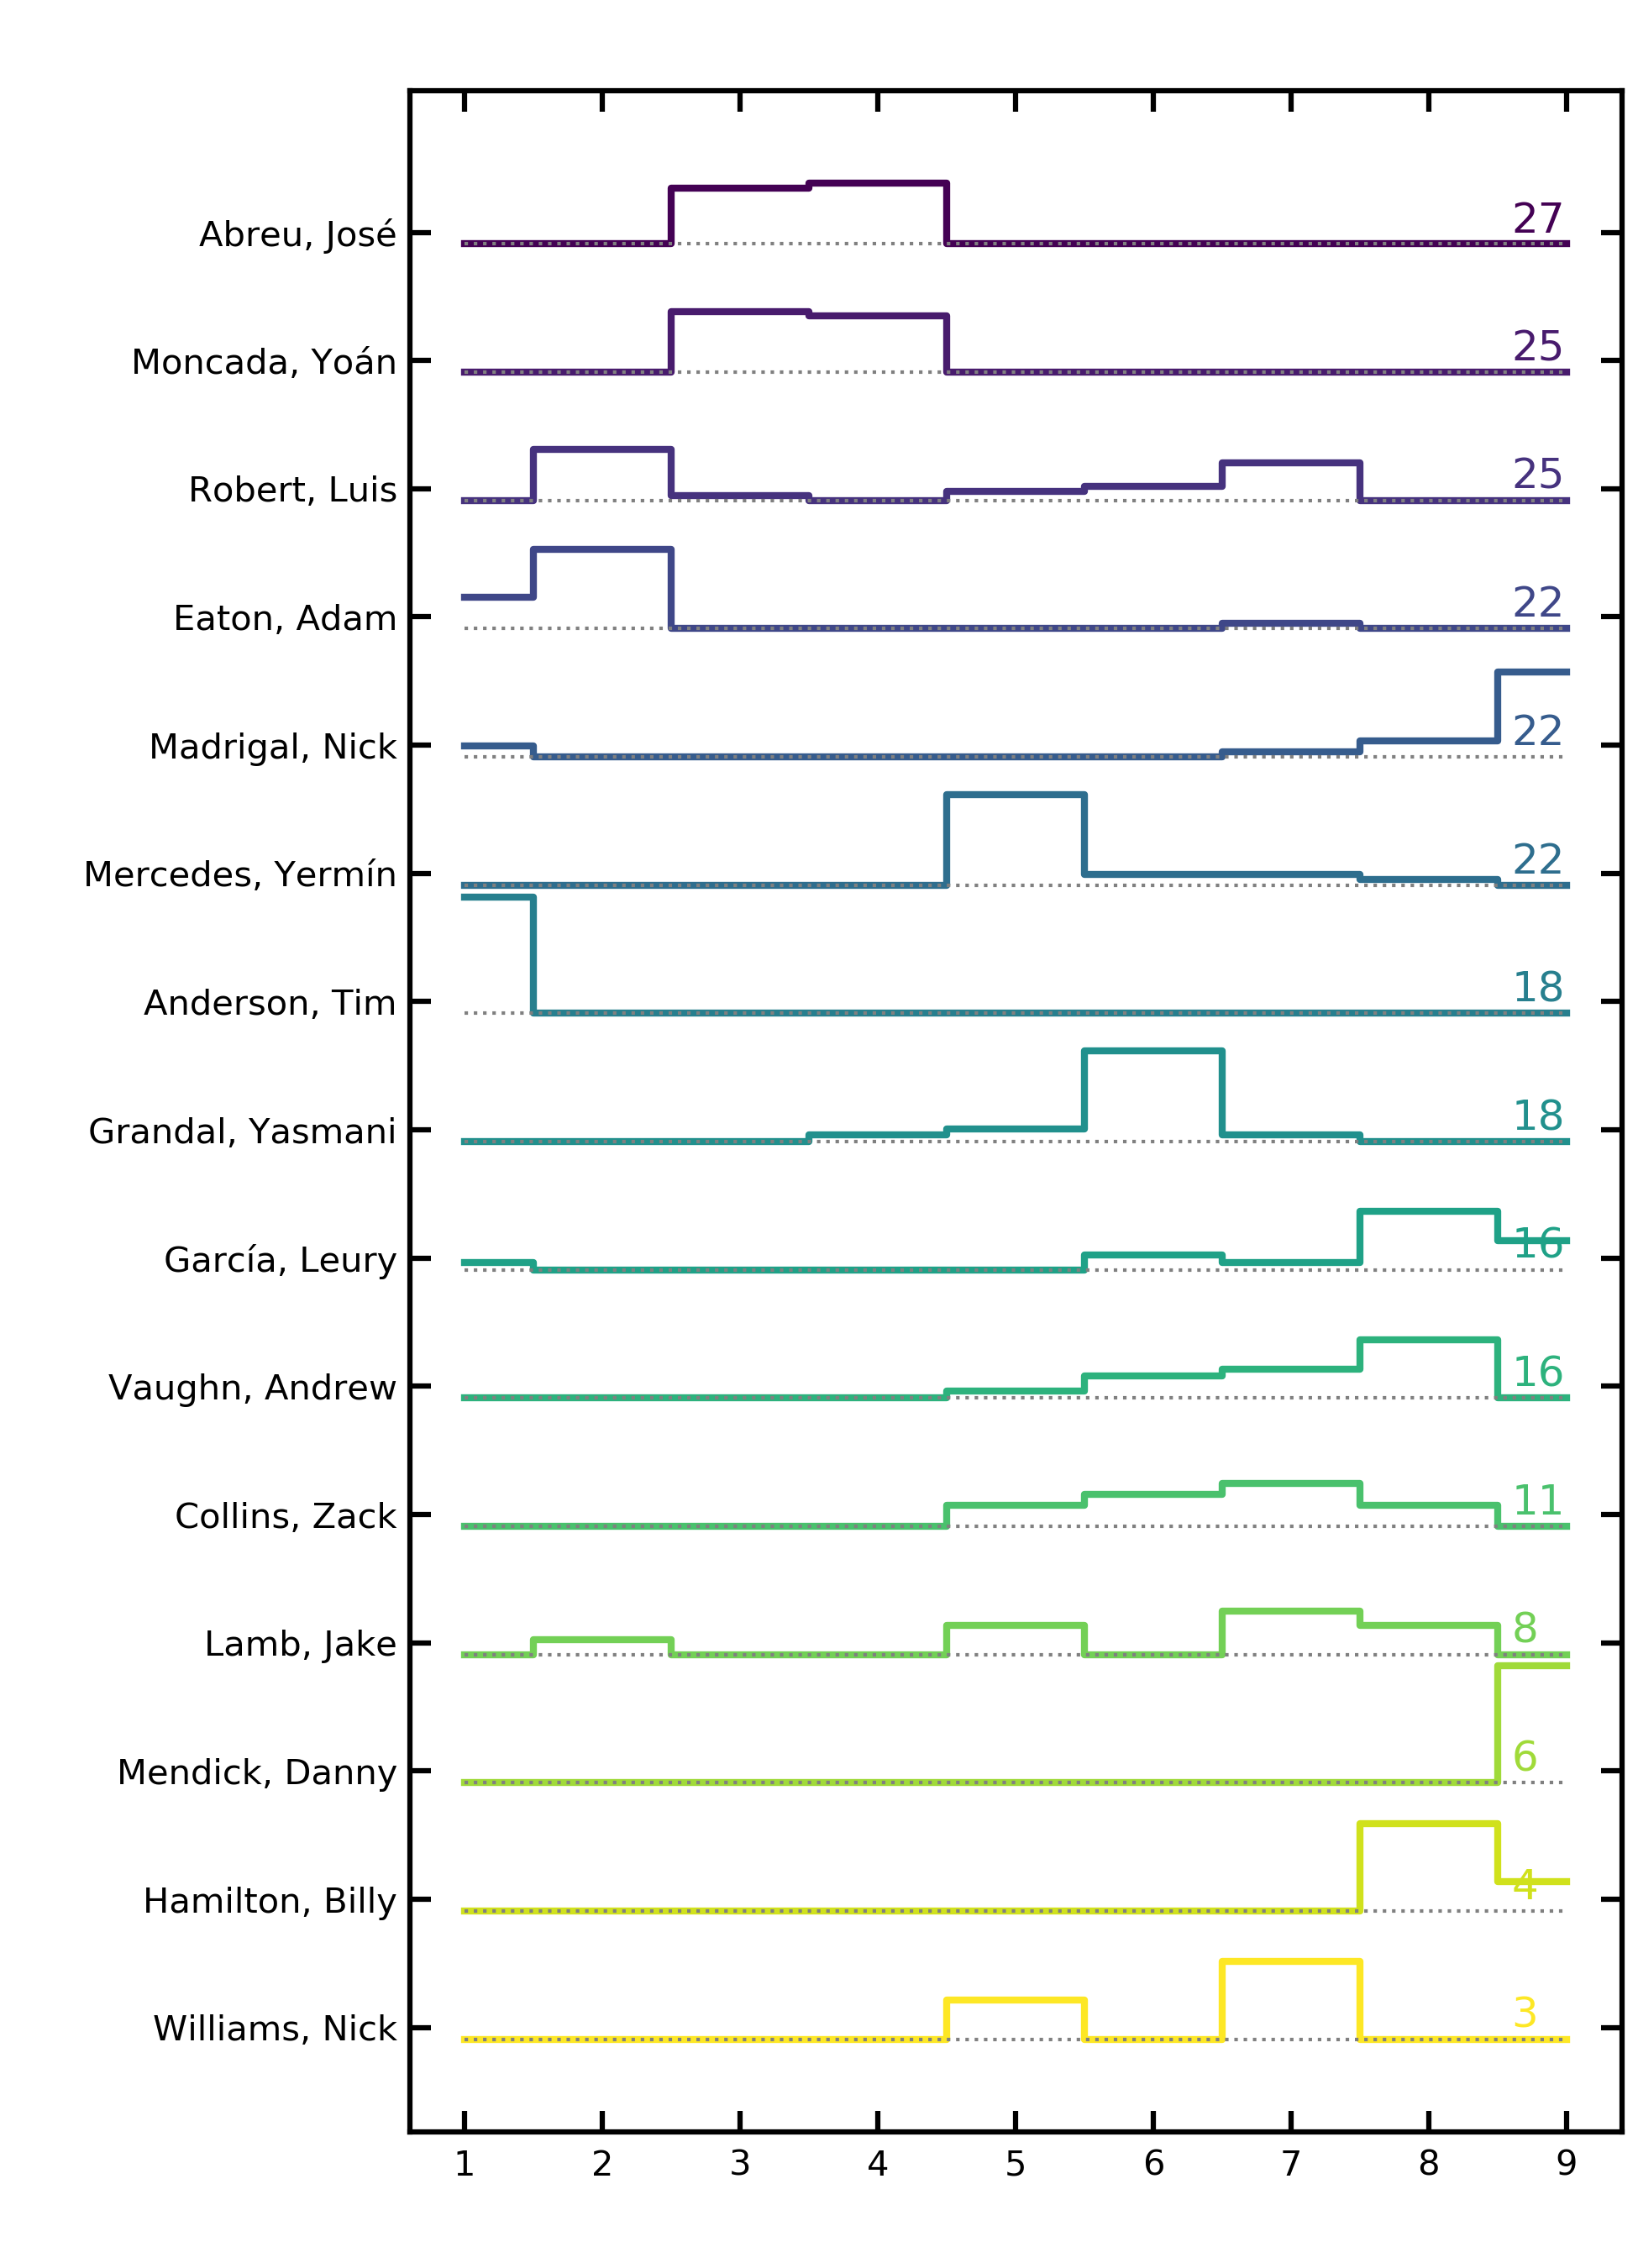 Abreu, José 27
Moncada, Yoán 25
Robert, Luis 25
Eaton, Adam 22
Madrigal, Nick 22
Mercedes, Yermín 22
Anderson, Tim 18
Grandal, Yasmani 18
García, Leury 16
Vaughn, Andrew 16
Collins, Zack 11
Lamb, Jake 8
Mendick, Danny 6
Hamilton, Billy 4
Williams, Nick 3
1 2 3 4 5 6 7 8 9